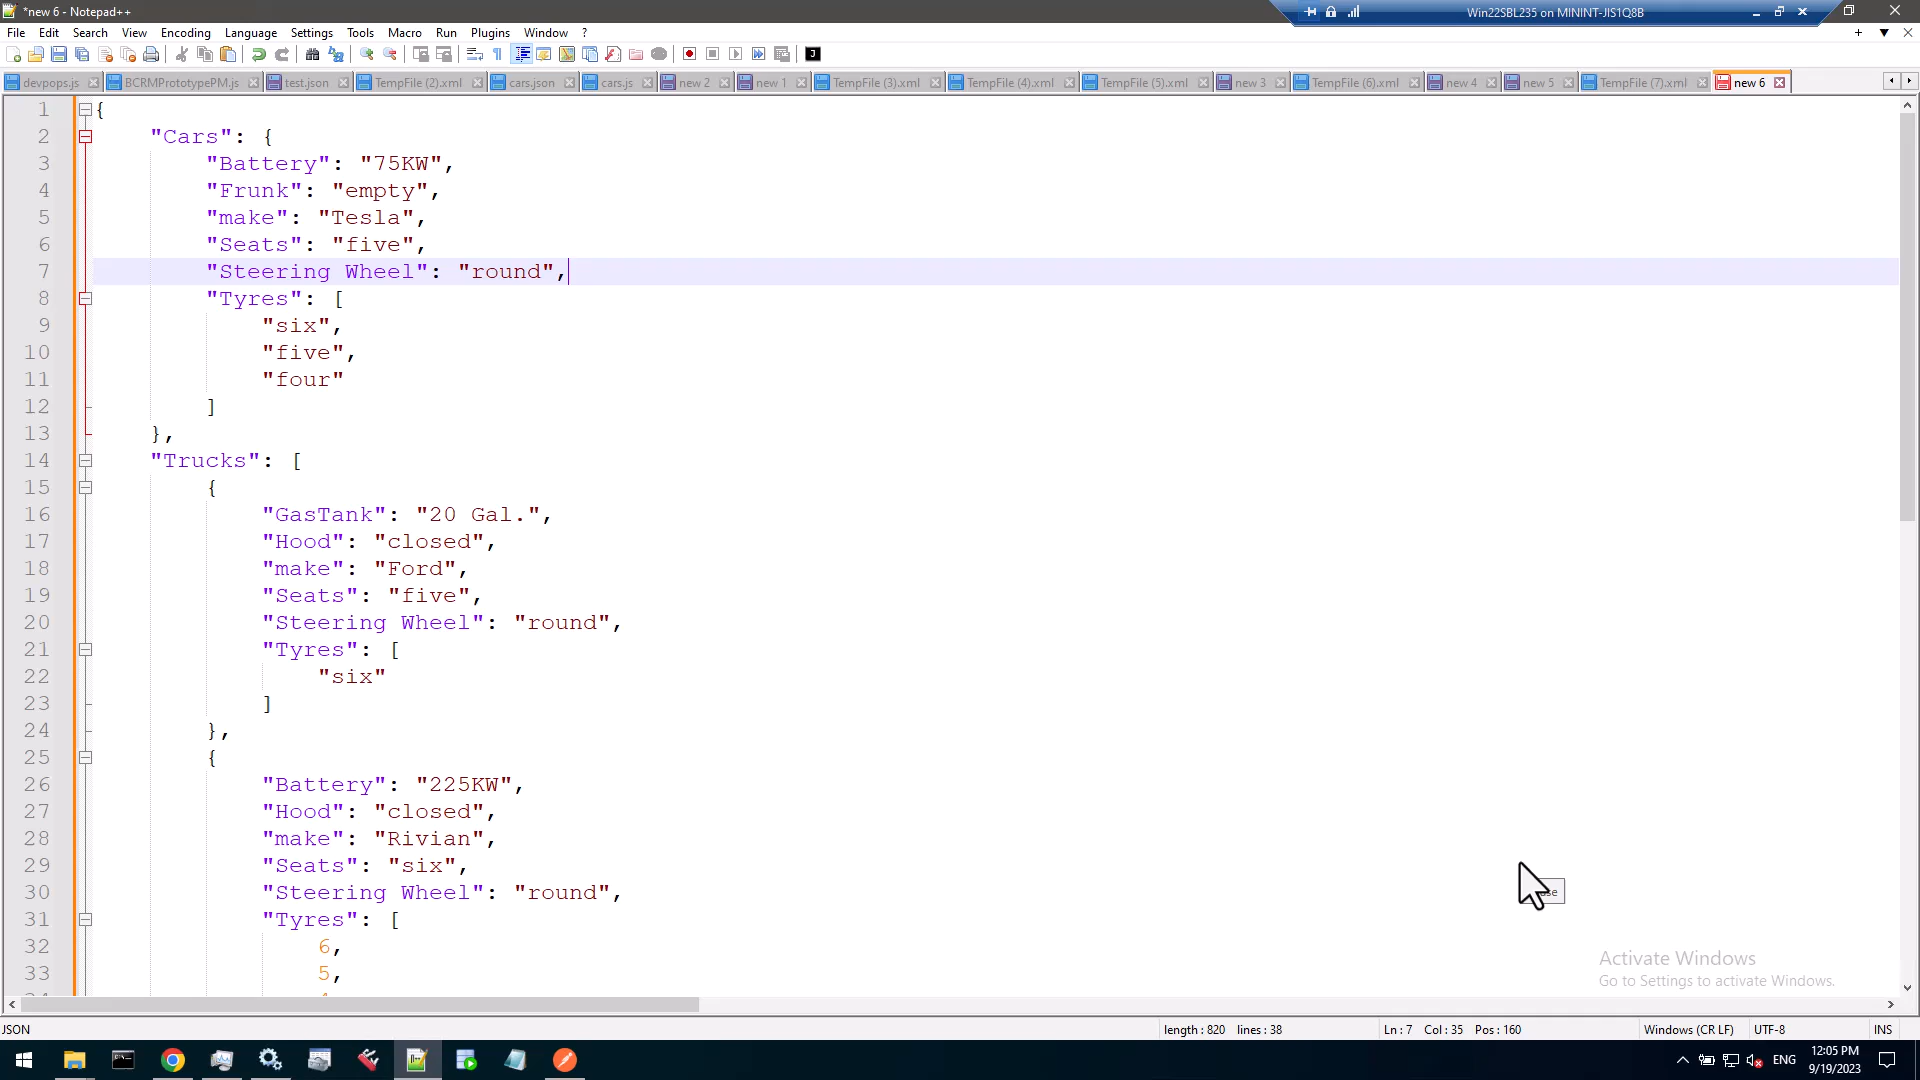 *new 6 - Notepad++
Win22SBL235 on MININT-JIS1Q8B
File Edit Search View Encoding Language Settings Tools Macro Run Plugins Window ?
devpops.js BCRMPrototypePM.js test.json TempFile (2).xml cars.json cars.js new 2 new 1 TempFile (3).xml TempFile (4).xml TempFile (5).xml new 3 TempFile (6).xml new 4 new 5 TempFile (7).xml new 6
1 {
2 "Cars": {
3 "Battery": "75KW",
4 "Frunk": "empty",
5 "make": "Tesla",
6 "Seats": "five",
7 "Steering Wheel": "round",
8 "Tyres": [
9 "six",
10 "five",
11 "four"
12 ]
13 },
14 "Trucks": [
15 {
16 "GasTank": "20 Gal.",
17 "Hood": "closed",
18 "make": "Ford",
19 "Seats": "five",
20 "Steering Wheel": "round",
21 "Tyres": [
22 "six"
23 ]
24 },
25 {
26 "Battery": "225KW",
27 "Hood": "closed",
28 "make": "Rivian",
29 "Seats": "six",
30 "Steering Wheel": "round",
31 "Tyres": [
32 6,
33 5,
Activate Windows
Go to Settings to activate Windows.
JSON length : 820 lines : 38 Ln : 7 Col : 35 Pos : 160 Windows (CR LF) UTF-8 INS
ENG
12:05 PM
9/19/2023